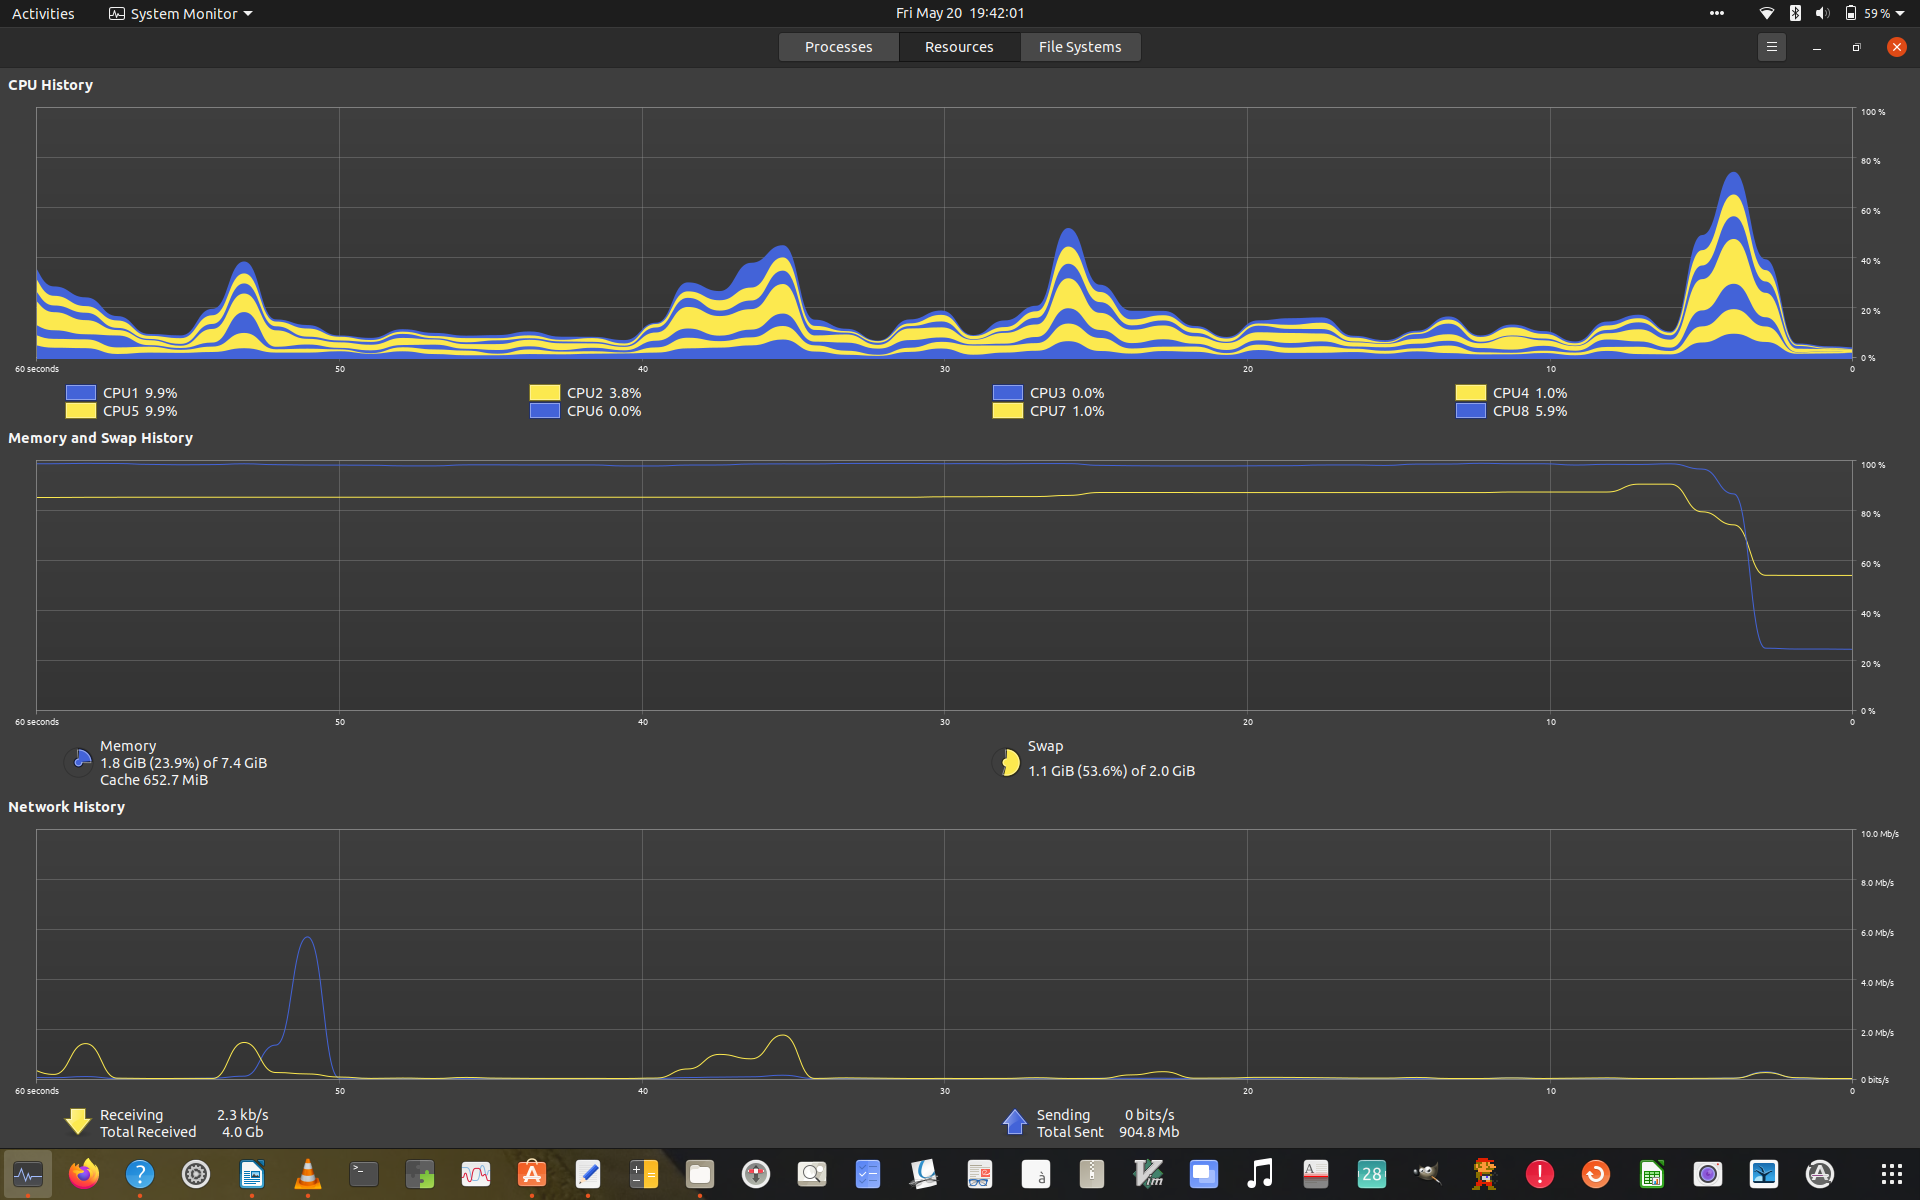 Activities System Monitor Fri May 20 19:42:01 59 %
Processes Resources File Systems
CPU History
100 %
80 %
60 %
40 %
20 %
0 %
60 seconds 50 40 30 20 10 0
CPU1 9.9% CPU2 3.8% CPU3 0.0% CPU4 1.0%
CPU5 9.9% CPU6 0.0% CPU7 1.0% CPU8 5.9%
Memory and Swap History
100 %
80 %
60 %
40 %
20 %
0 %
60 seconds 50 40 30 20 10 0
Memory
1.8 GiB (23.9%) of 7.4 GiB
Cache 652.7 MiB
Swap
1.1 GiB (53.6%) of 2.0 GiB
Network History
10.0 Mb/s
8.0 Mb/s
6.0 Mb/s
4.0 Mb/s
2.0 Mb/s
0 bits/s
60 seconds 50 40 30 20 10 0
Receiving 2.3 kb/s
Total Received 4.0 Gb
Sending 0 bits/s
Total Sent 904.8 Mb
? >_ à Vim A 28 !